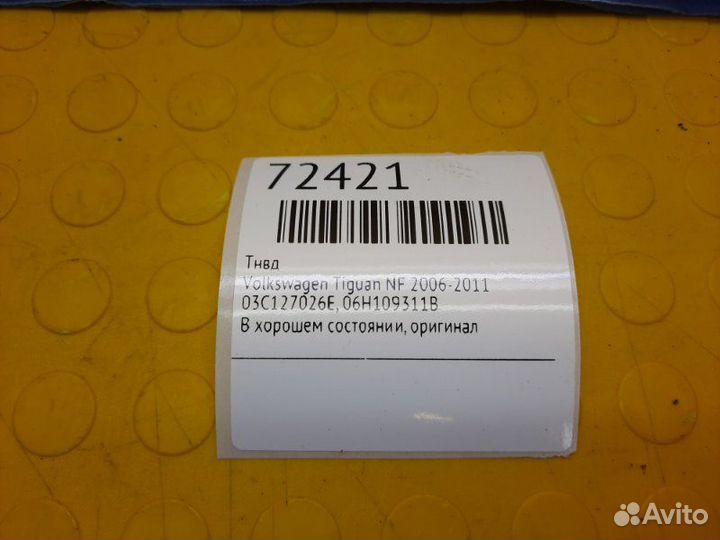 72421
Тнвд
Volkswagen Tiguan NF 2006-2011
03C127026E, 06H109311B
В хорошем состоянии, оригинал
Avito